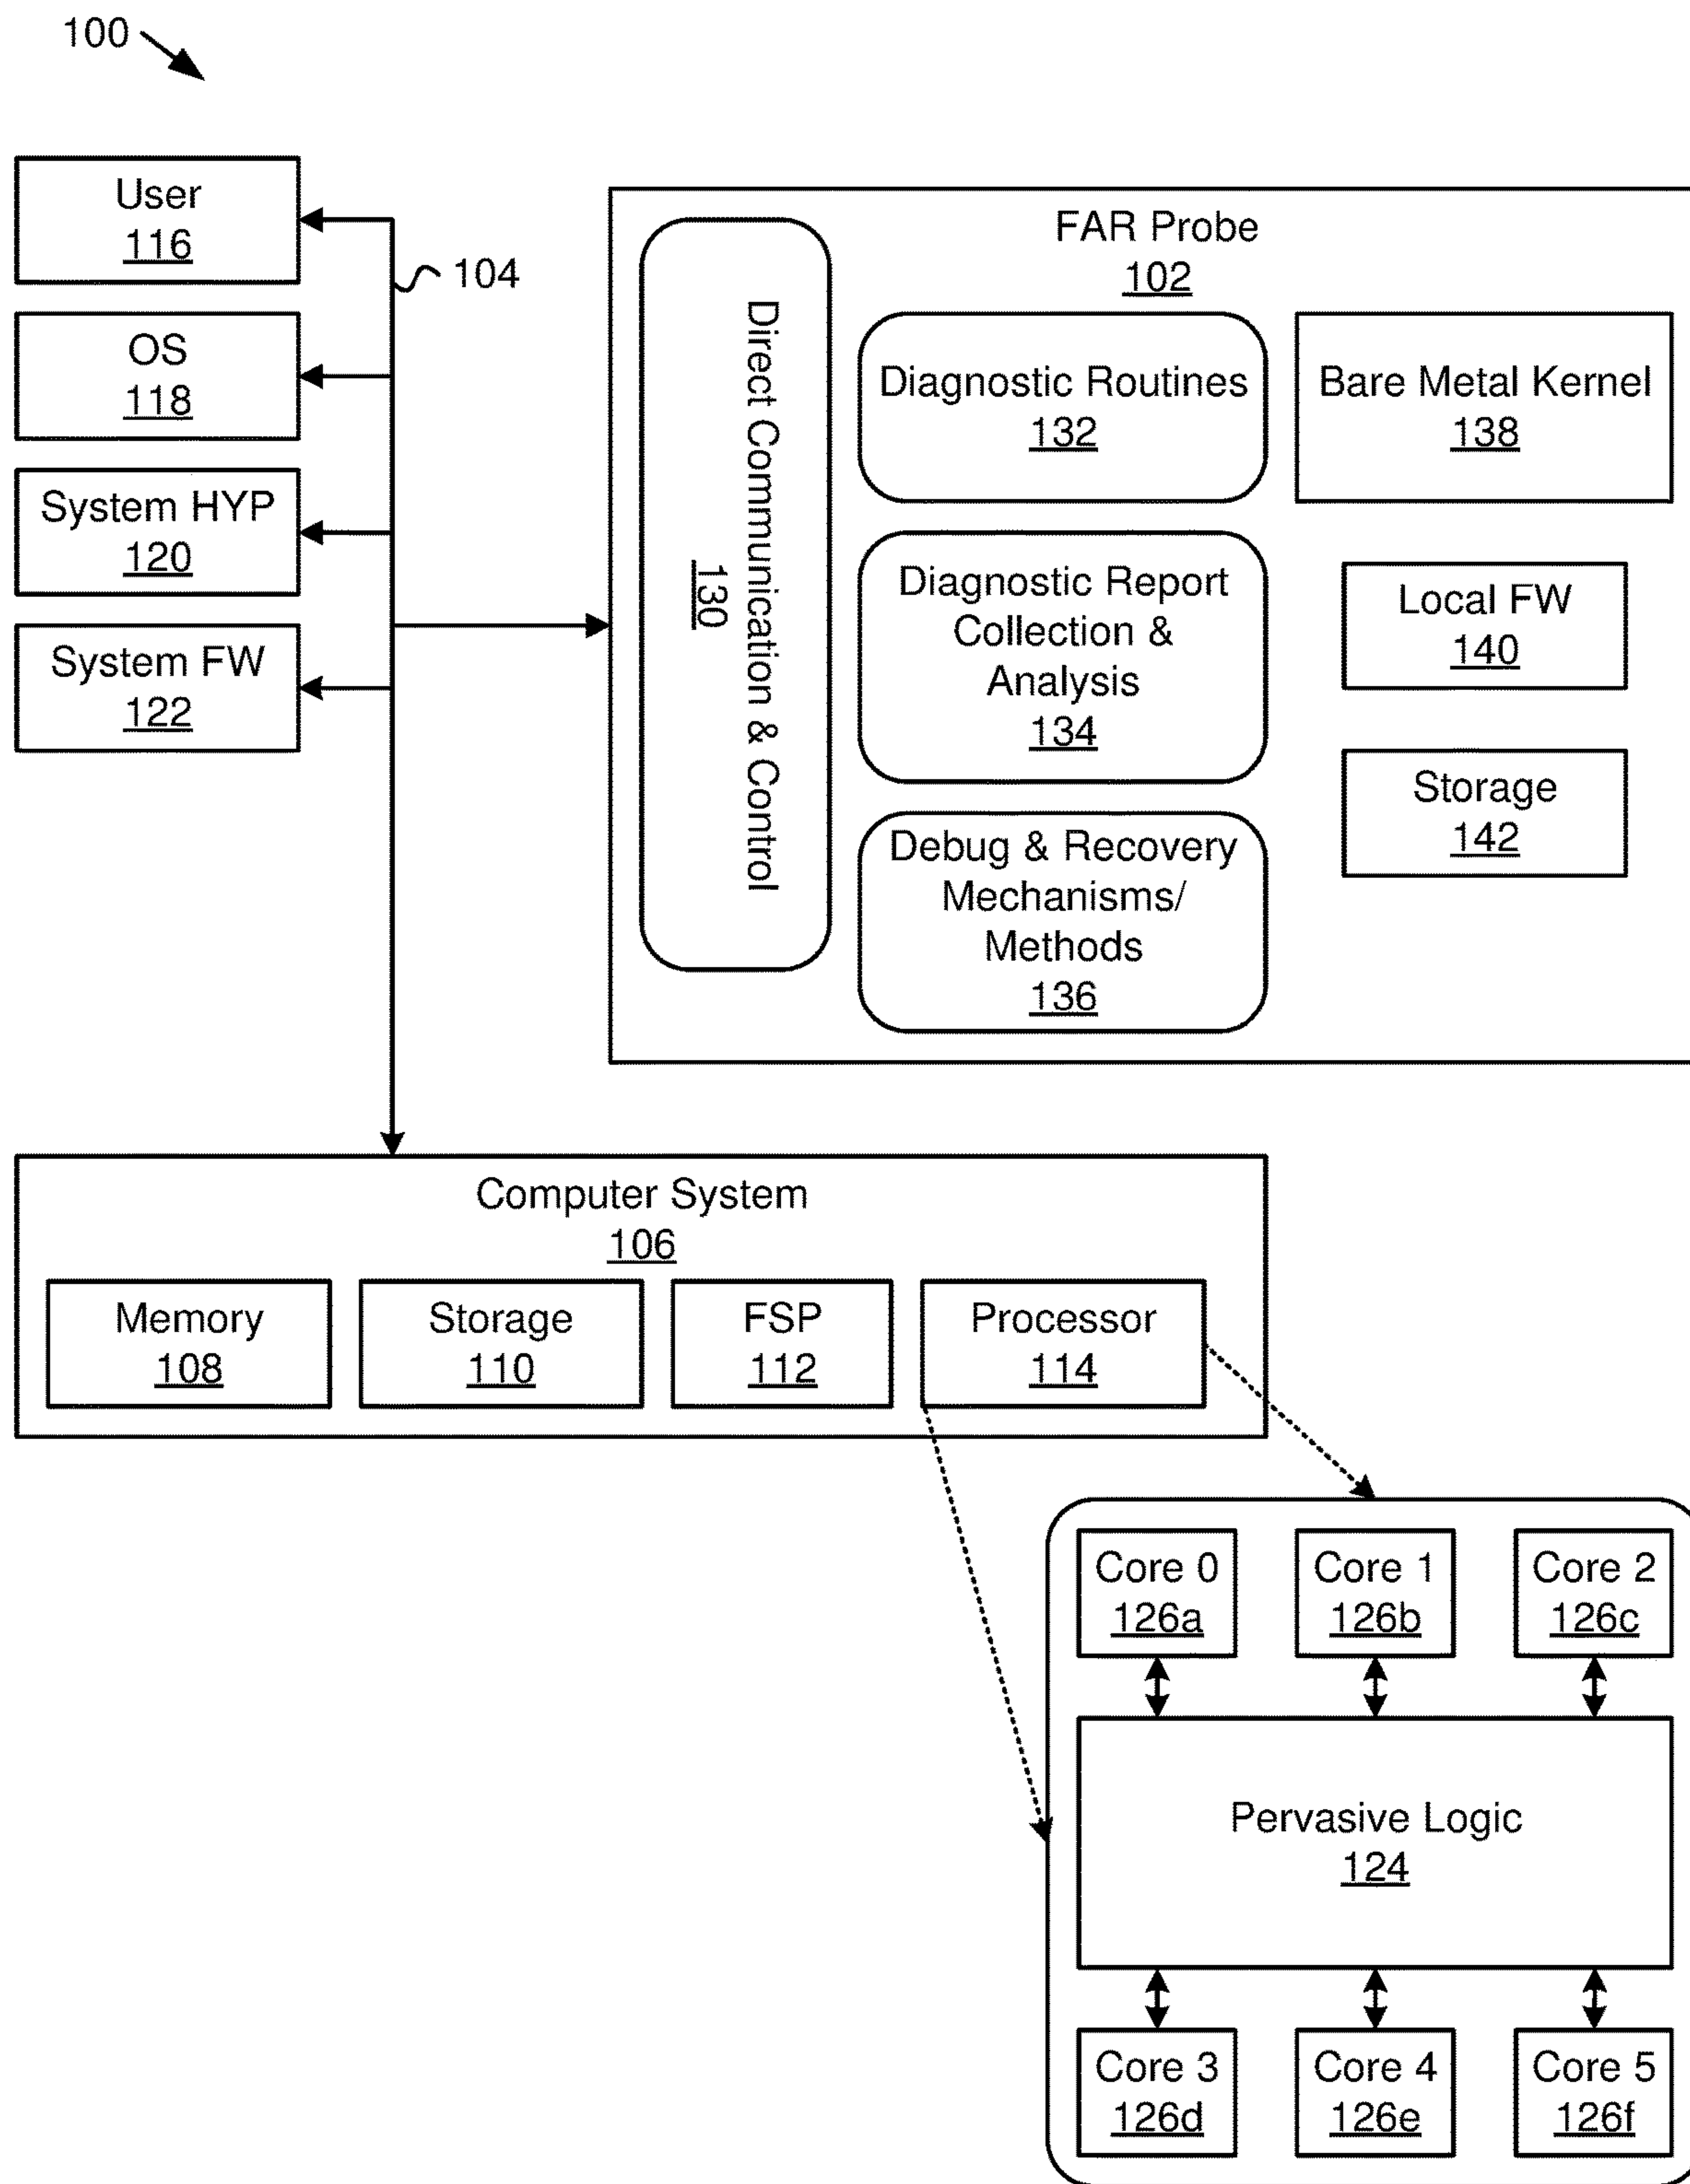 100
User
116
OS
118
System HYP
120
System FW
122
104
FAR Probe
102
Direct Communication & Control
130
Diagnostic Routines
132
Diagnostic Report
Collection &
Analysis
134
Debug & Recovery
Mechanisms/
Methods
136
Bare Metal Kernel
138
Local FW
140
Storage
142
Computer System
106
Memory
108
Storage
110
FSP
112
Processor
114
Core 0
126a
Core 1
126b
Core 2
126c
Pervasive Logic
124
Core 3
126d
Core 4
126e
Core 5
126f